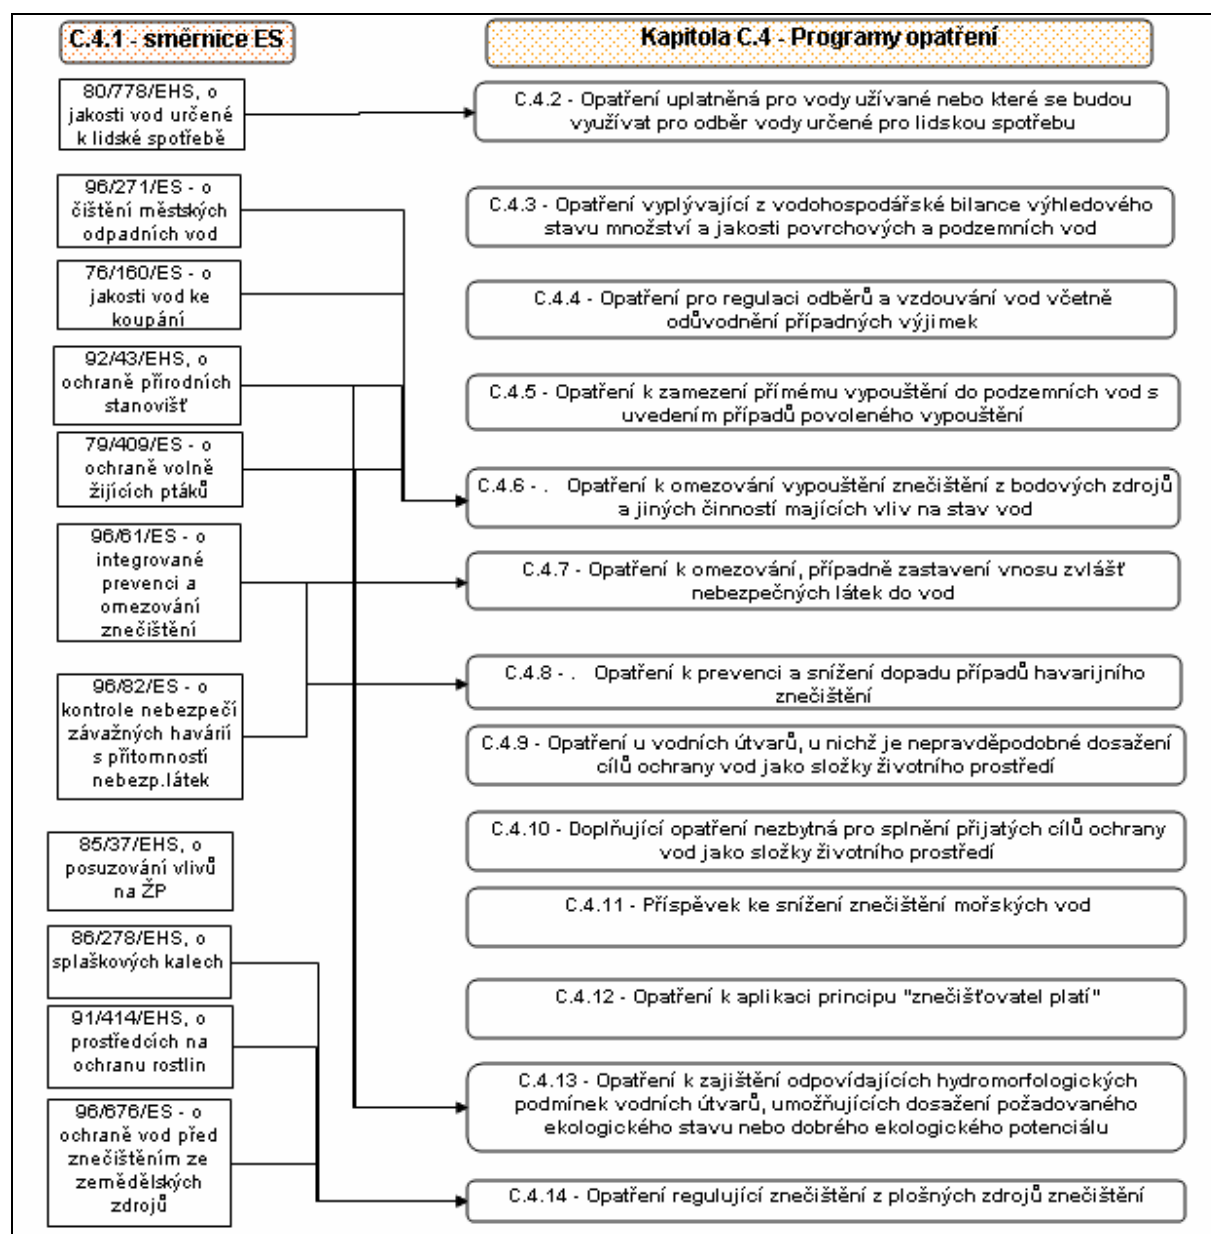 C.4.1 - směrnice ES
80/778/EHS, o
jakosti vod určené
k lidské spotřebě
96/271/ES - o
čištění městských
odpadních vod
76/160/ES - o
jakosti vod ke
koupání
92/43/EHS, o
ochraně přírodních
stanovišť
79/409/ES - o
ochraně volně
žijících ptáků
96/61/ES - o
integrované
prevenci a
omezování
znečištění
96/82/ES - o
kontrole nebezpečí
závažných havárií
s přítomností
nebezp.látek
85/37/EHS, o
posuzování vlivů
na ŽP
86/278/EHS, o
splaškových kalech
91/414/EHS, o
prostředcích na
ochranu rostlin
96/676/ES - o
ochraně vod před
znečištěním ze
zemědělských
zdrojů
Kapitola C.4 - Programy opatření
C.4.2 - Opatření uplatněná pro vody užívané nebo které se budou
využívat pro odběr vody určené pro lidskou spotřebu
C.4.3 - Opatření vyplývající z vodohospodářské bilance výhledového
stavu množství a jakosti povrchových a podzemních vod
C.4.4 - Opatření pro regulaci odběrů a vzdouvání vod včetně
odůvodnění případných výjimek
C.4.5 - Opatření k zamezení přímému vypouštění do podzemních vod s
uvedením případů povoleného vypouštění
C.4.6 - . Opatření k omezování vypouštění znečištění z bodových zdrojů
a jiných činností majících vliv na stav vod
C.4.7 - Opatření k omezování, případně zastavení vnosu zvlášť
nebezpečných látek do vod
C.4.8 - . Opatření k prevenci a snížení dopadu případů havarijního
znečištění
C.4.9 - Opatření u vodních útvarů, u nichž je nepravděpodobné dosažení
cílů ochrany vod jako složky životního prostředí
C.4.10 - Doplňující opatření nezbytná pro splnění přijatých cílů ochrany
vod jako složky životního prostředí
C.4.11 - Příspěvek ke snížení znečištění mořských vod
C.4.12 - Opatření k aplikaci principu "znečišťovatel platí"
C.4.13 - Opatření k zajištění odpovídajících hydromorfologických
podmínek vodních útvarů, umožňujících dosažení požadovaného
ekologického stavu nebo dobrého ekologického potenciálu
C.4.14 - Opatření regulující znečištění z plošných zdrojů znečištění